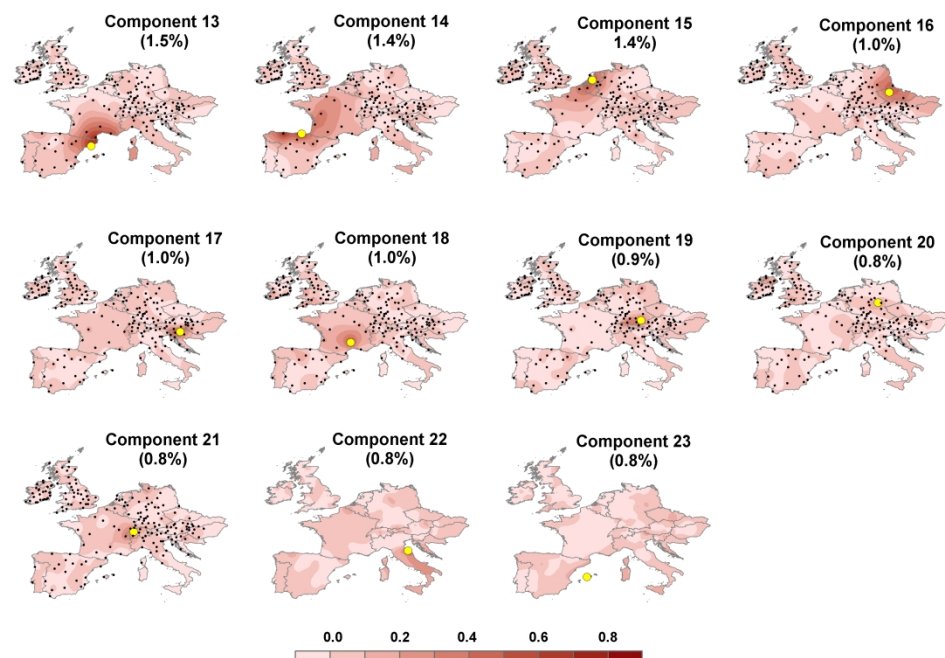 Component 13
(1.5%)
Component 14
(1.4%)
Component 15
1.4%)
Component 16
(1.0%)
Component 17
(1.0%)
Component 18
(1.0%)
Component 19
(0.9%)
Component 20
(0.8%)
Component 21
(0.8%)
Component 22
(0.8%)
Component 23
(0.8%)
0.0 0.2 0.4 0.6 0.8